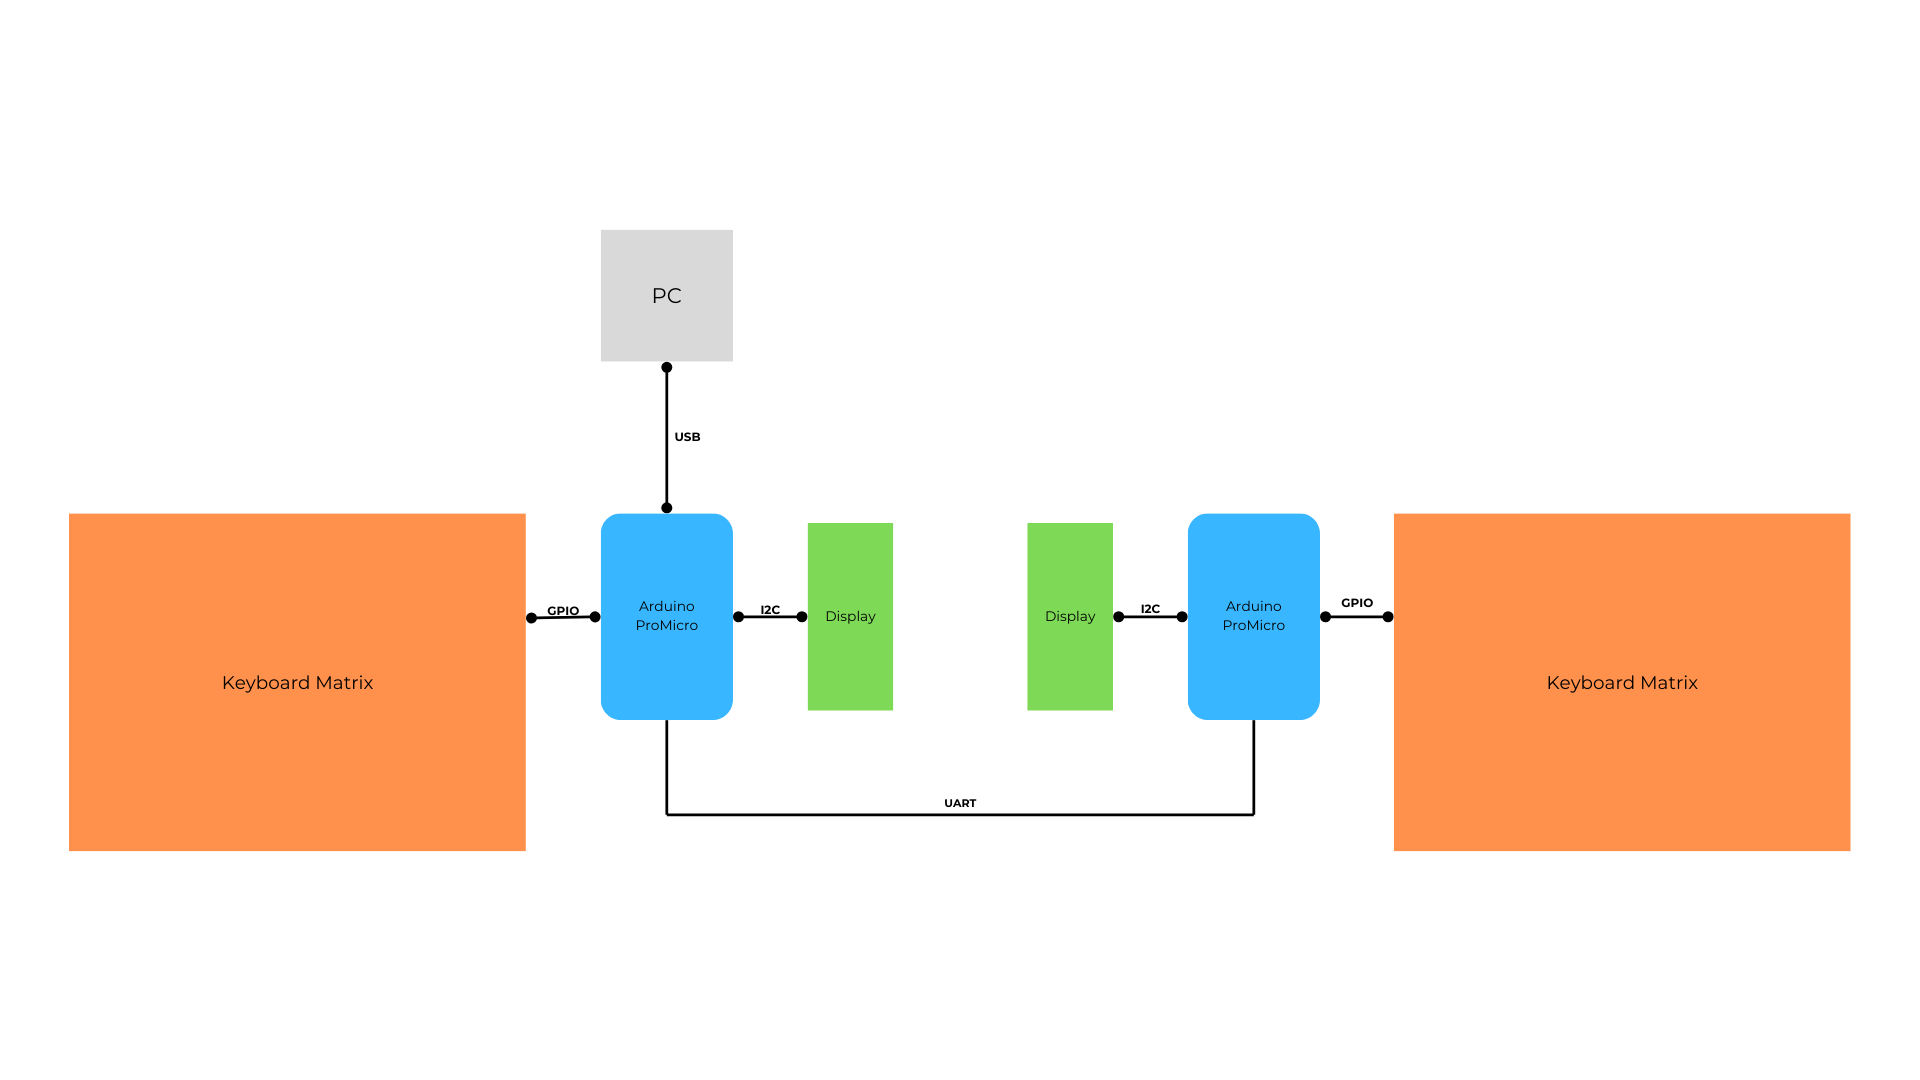 PC
USB
GPIO
Arduino
ProMicro
I2C
Display
Display
I2C
Arduino
ProMicro
GPIO
Keyboard Matrix
Keyboard Matrix
UART